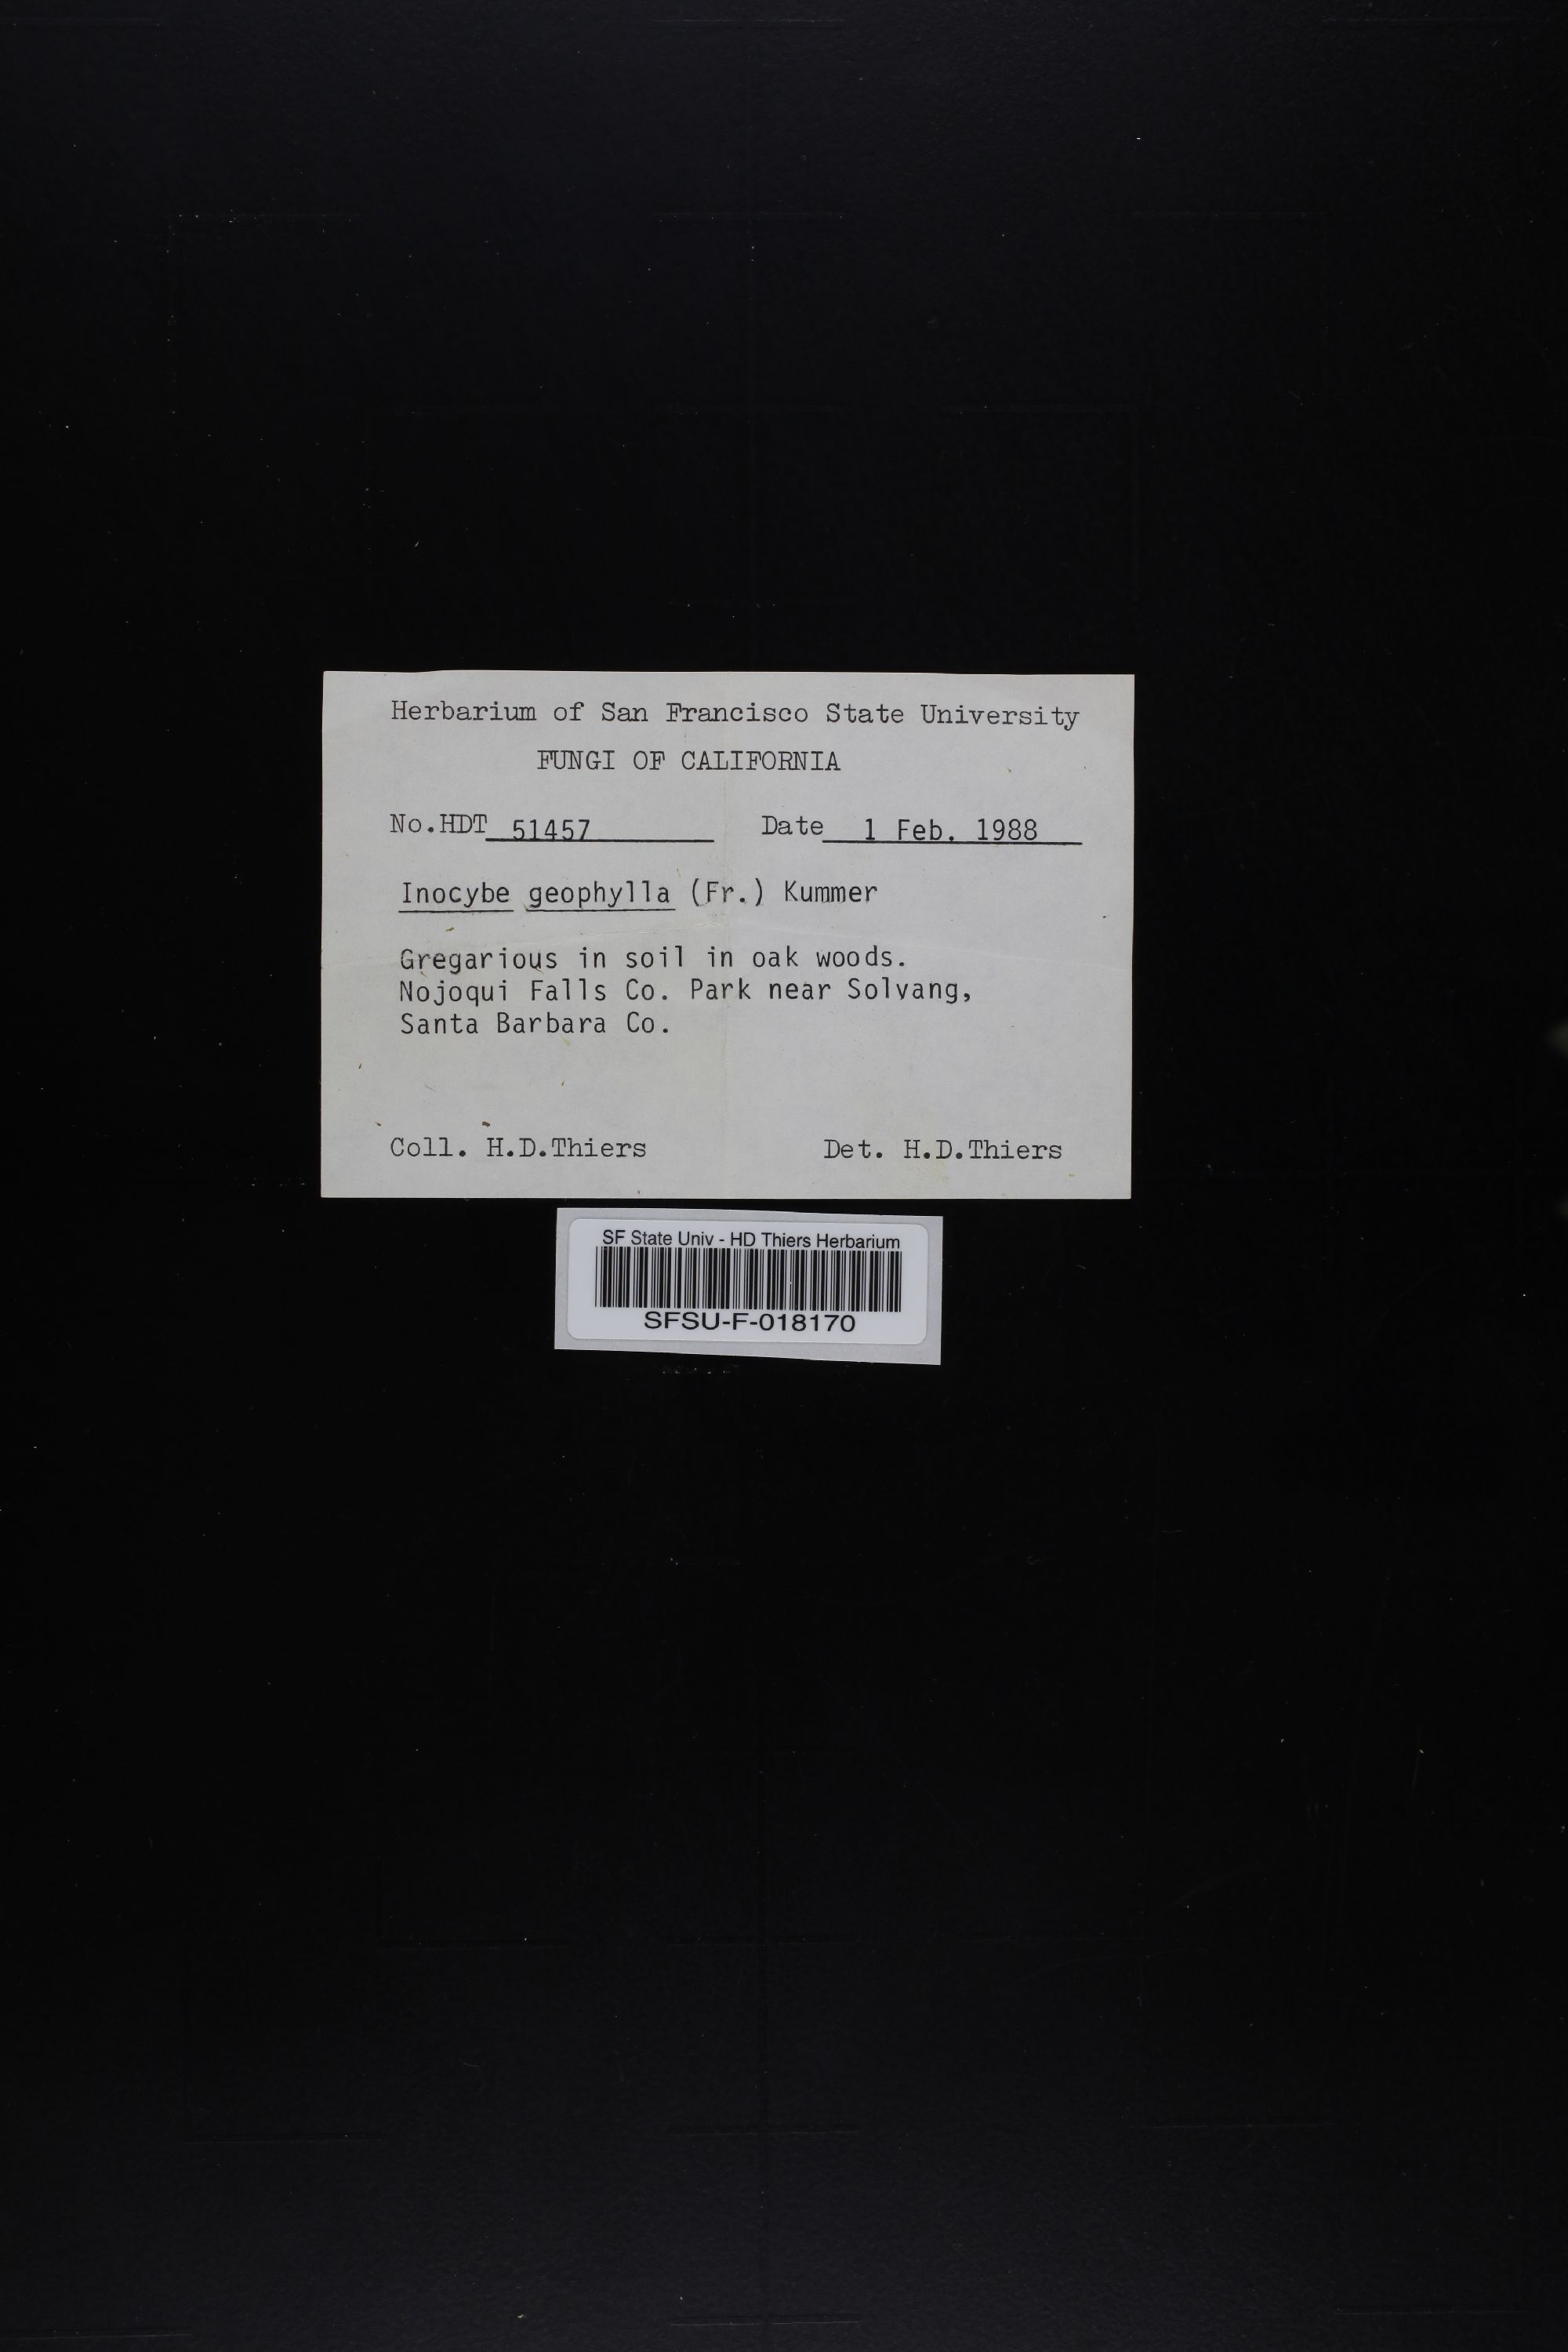 Herbarium of San Francisco State University
FUNGI OF CALIFORNIA
No.HDT 51457 Date 1 Feb. 1988
Inocybe geophylla (Fr.) Kummer
Gregarious in soil in oak woods.
Nojoqui Falls Co. Park near Solvang,
Santa Barbara Co.
Coll. H.D.Thiers Det. H.D.Thiers
SF State Univ - HD Thiers Herbarium
SFSU-F-018170